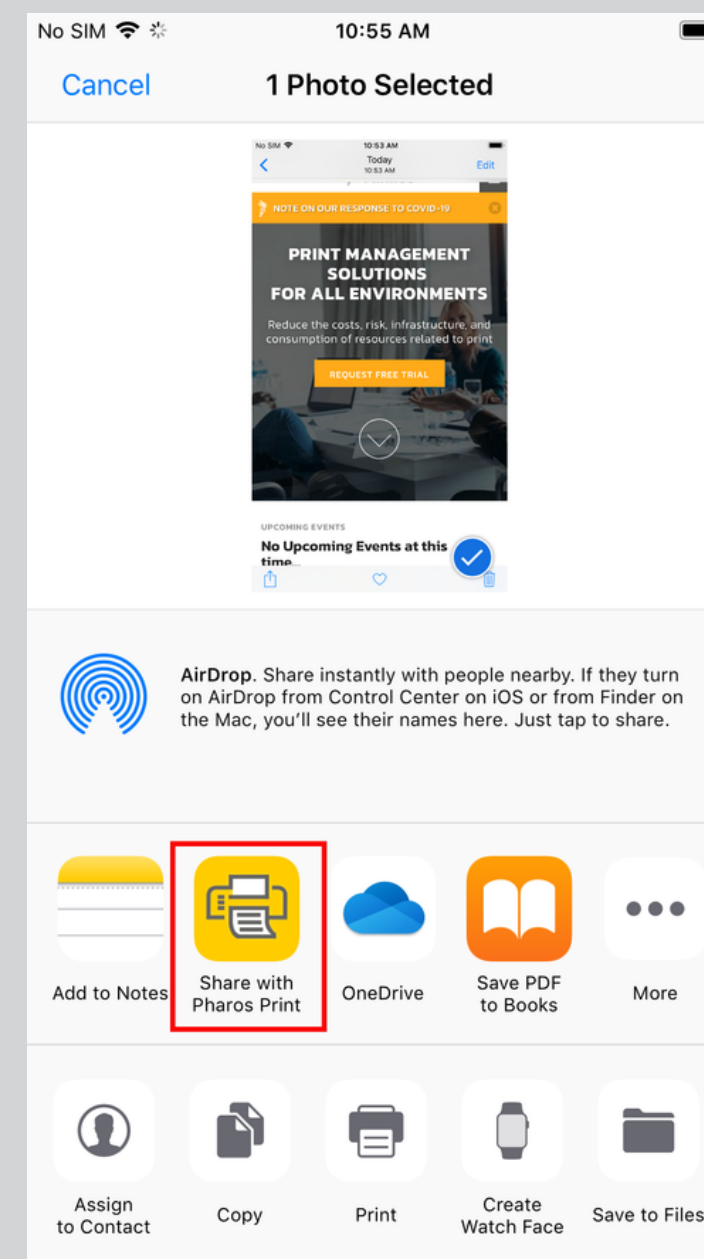 No SIM 10:55 AM
Cancel 1 Photo Selected
No SIM 10:53 AM
Today
10:53 AM
Edit
NOTE ON OUR RESPONSE TO COVID-19
PRINT MANAGEMENT
SOLUTIONS
FOR ALL ENVIRONMENTS
Reduce the costs, risk, infrastructure, and
consumption of resources related to print
REQUEST FREE TRIAL
UPCOMING EVENTS
No Upcoming Events at this
time...
AirDrop. Share instantly with people nearby. If they turn
on AirDrop from Control Center on iOS or from Finder on
the Mac, you’ll see their names here. Just tap to share.
Add to Notes
Share with
Pharos Print
OneDrive
Save PDF
to Books
More
Assign
to Contact
Copy
Print
Create
Watch Face
Save to Files